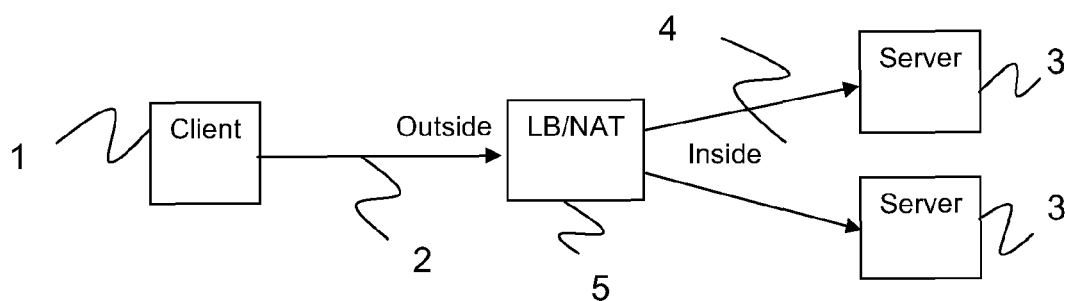 4
Server
3
1
Client
Outside
LB/NAT
Inside
2
5
Server
3